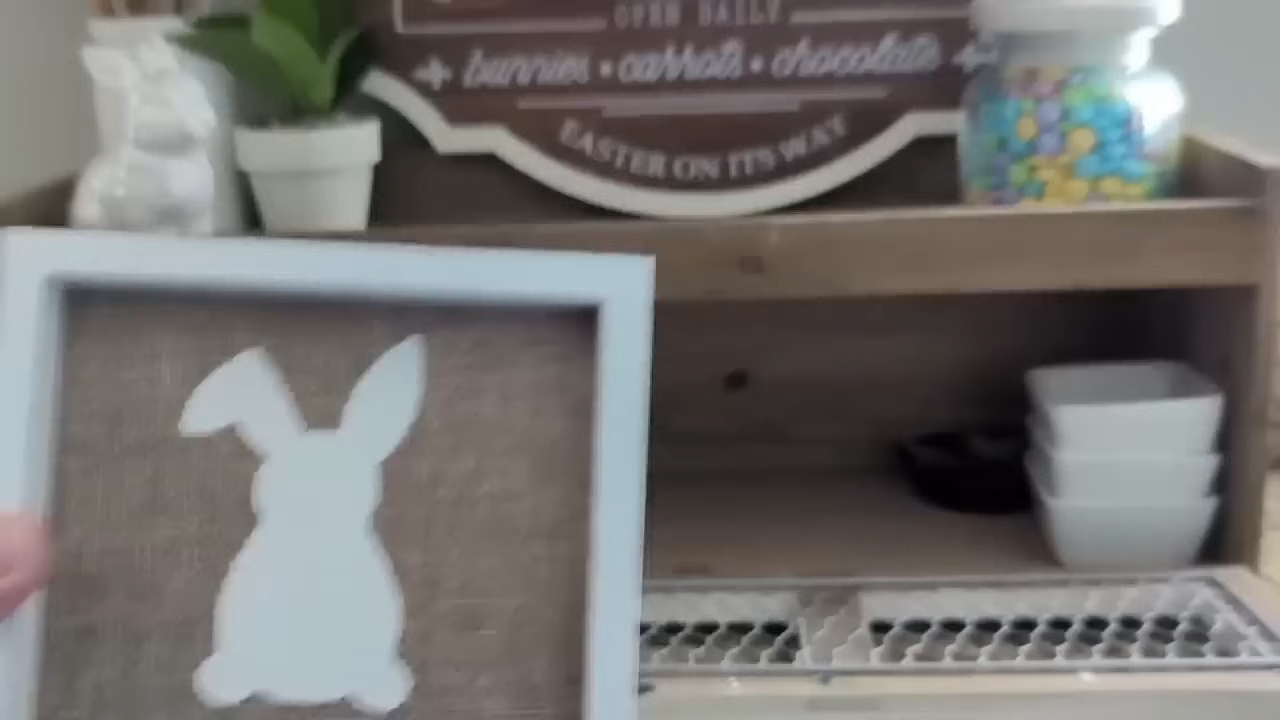 OPEN DAILY
bunnies • carrots • chocolate
EASTER ON ITS WAY